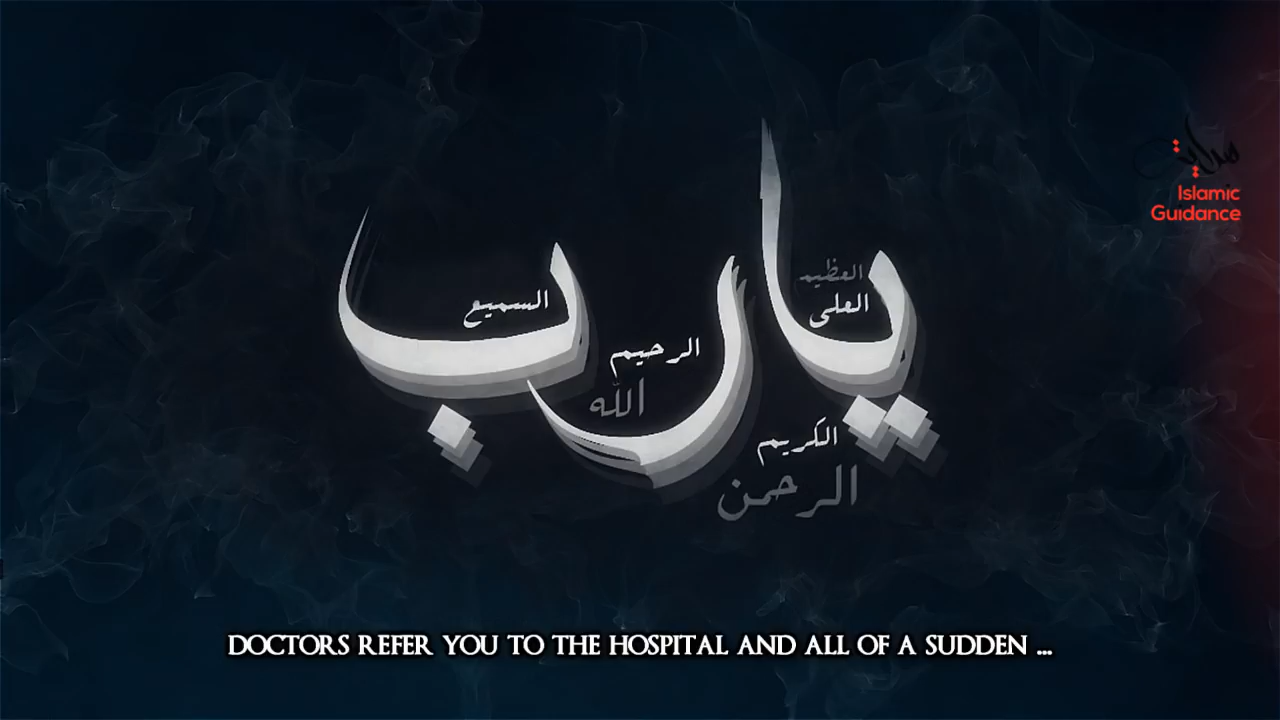 يارب
العظيم
العلى
السميع
الرحيم
الله
الكريم
الرحمن
هداية
Islamic
Guidance
DOCTORS REFER YOU TO THE HOSPITAL AND ALL OF A SUDDEN ...